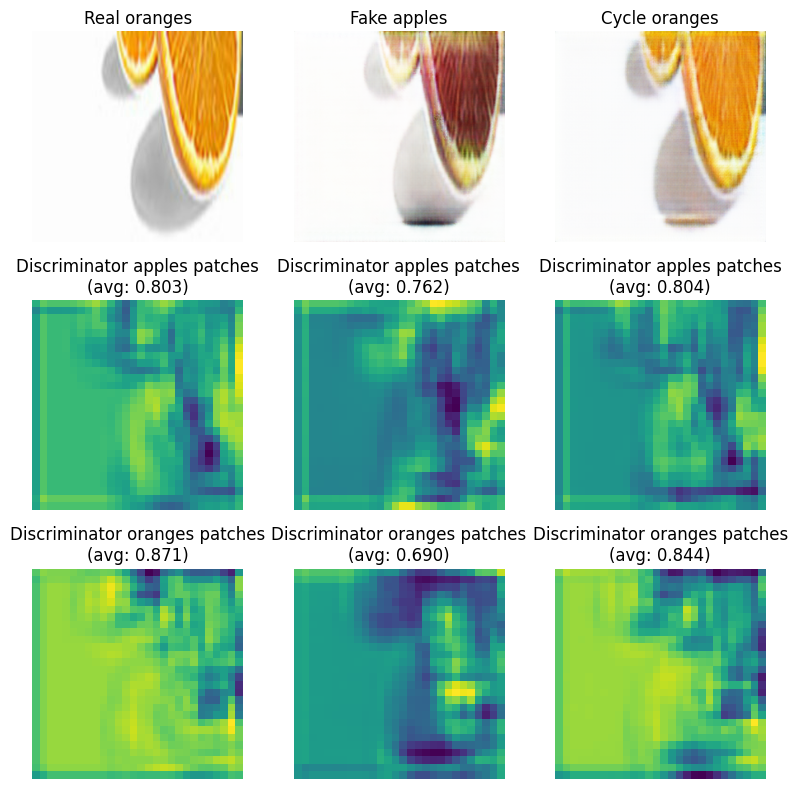 Real oranges
Fake apples
Cycle oranges
Discriminator apples patches
(avg: 0.803)
Discriminator apples patches
(avg: 0.762)
Discriminator apples patches
(avg: 0.804)
Discriminator oranges patches
(avg: 0.871)
Discriminator oranges patches
(avg: 0.690)
Discriminator oranges patches
(avg: 0.844)